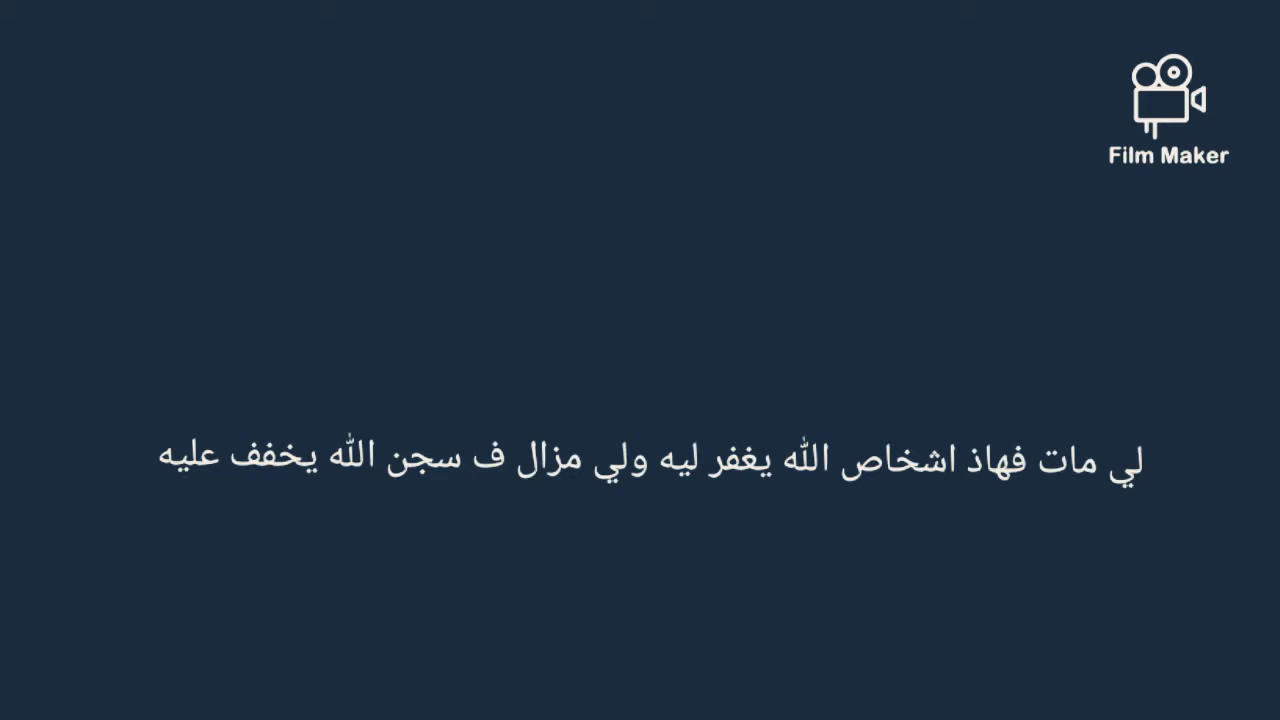 Film Maker
لي مات فهاذ اشخاص الله يغفر ليه ولي مزال ف سجن الله يخفف عليه